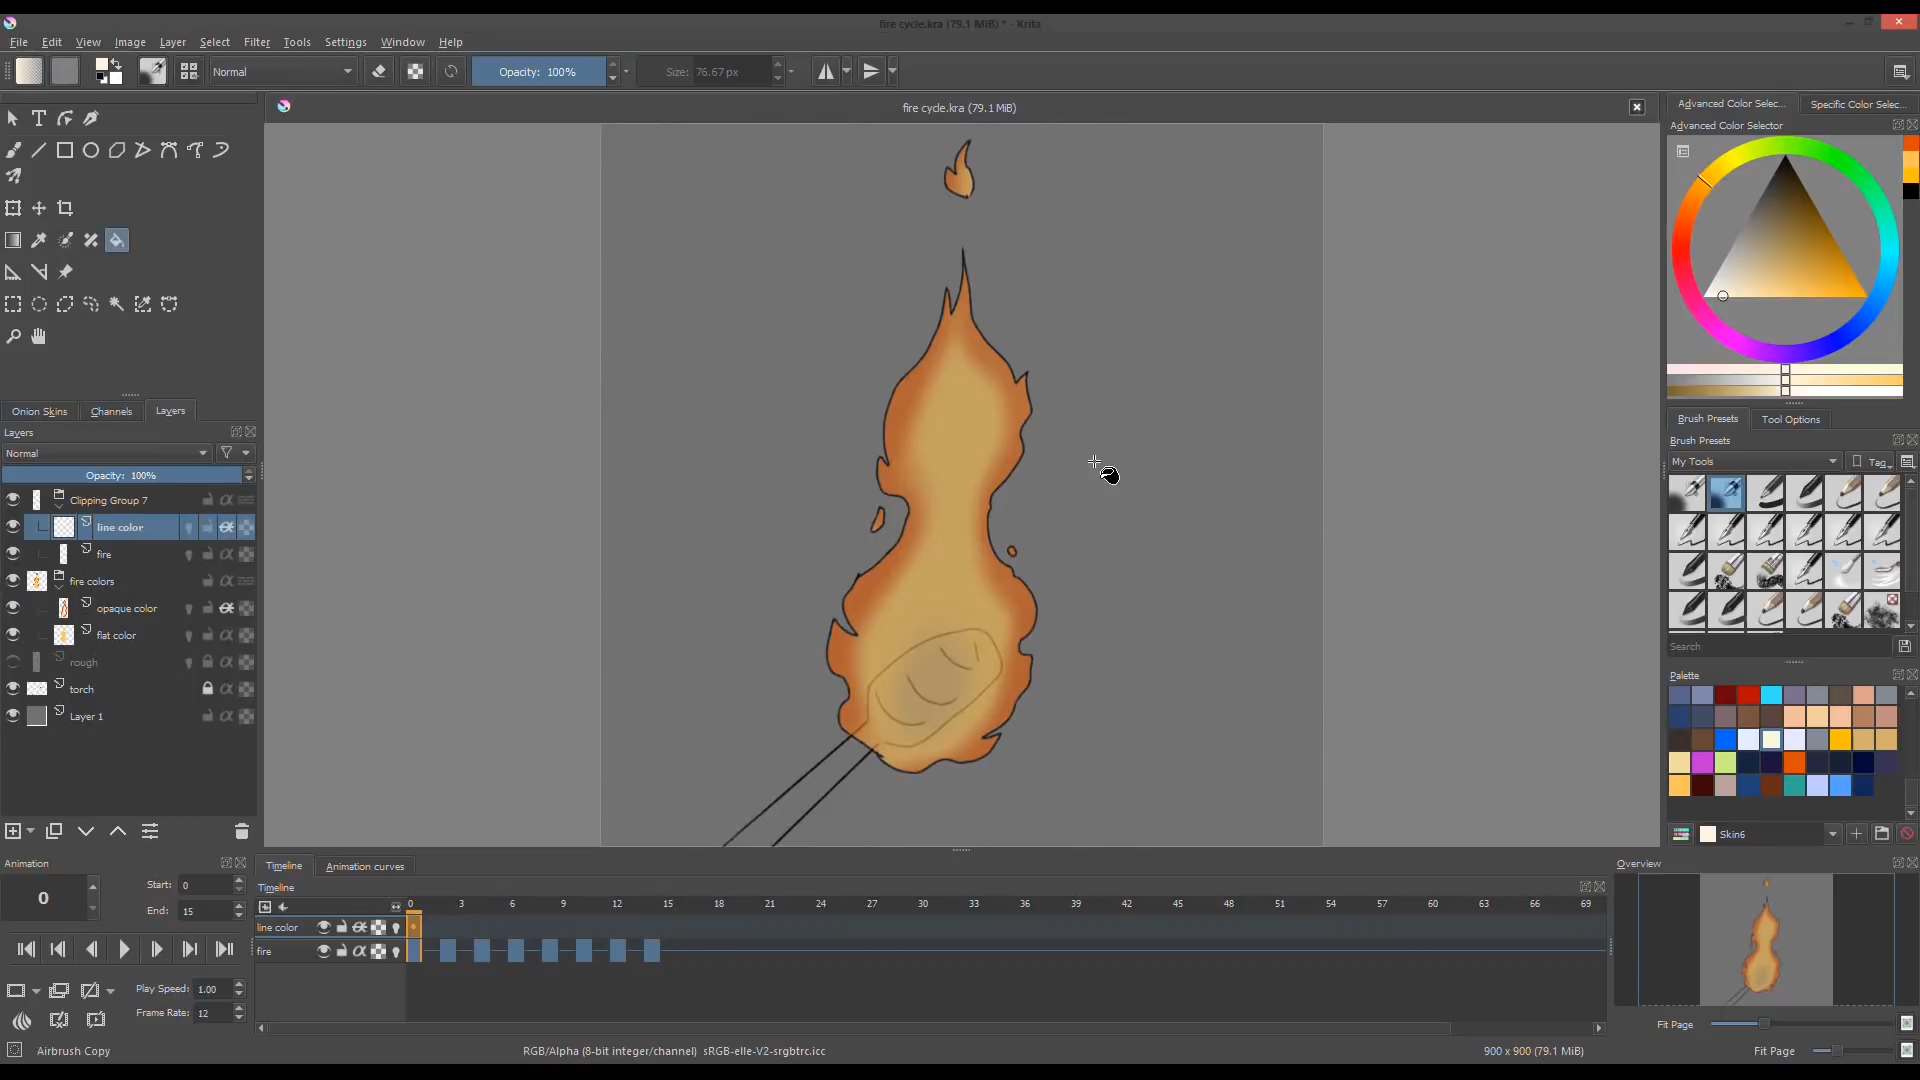 fire cycle.kra (79.1 MiB) * - Krita
File Edit View Image Layer Select Filter Tools Settings Window Help
Normal Opacity: 100% Size: 76.67 px
fire cycle.kra (79.1 MiB)
Advanced Color Selec... Specific Color Selec...
Advanced Color Selector
Onion Skins Channels Layers
Layers
Normal
Opacity: 100%
Clipping Group 7
line color
fire
fire colors
opaque color
flat color
rough
torch
Layer 1
Brush Presets Tool Options
Brush Presets
My Tools Tag
Search
Palette
Skin6
Animation
0
Start: 0
End: 15
Play Speed: 1.00
Frame Rate: 12
Timeline Animation curves
Timeline
0 3 6 9 12 15 18 21 24 27 30 33 36 39 42 45 48 51 54 57 60 63 66 69
line color
fire
Overview
Fit Page
Fit Page
Airbrush Copy
RGB/Alpha (8-bit integer/channel) sRGB-elle-V2-srgbtrc.icc
900 x 900 (79.1 MiB)